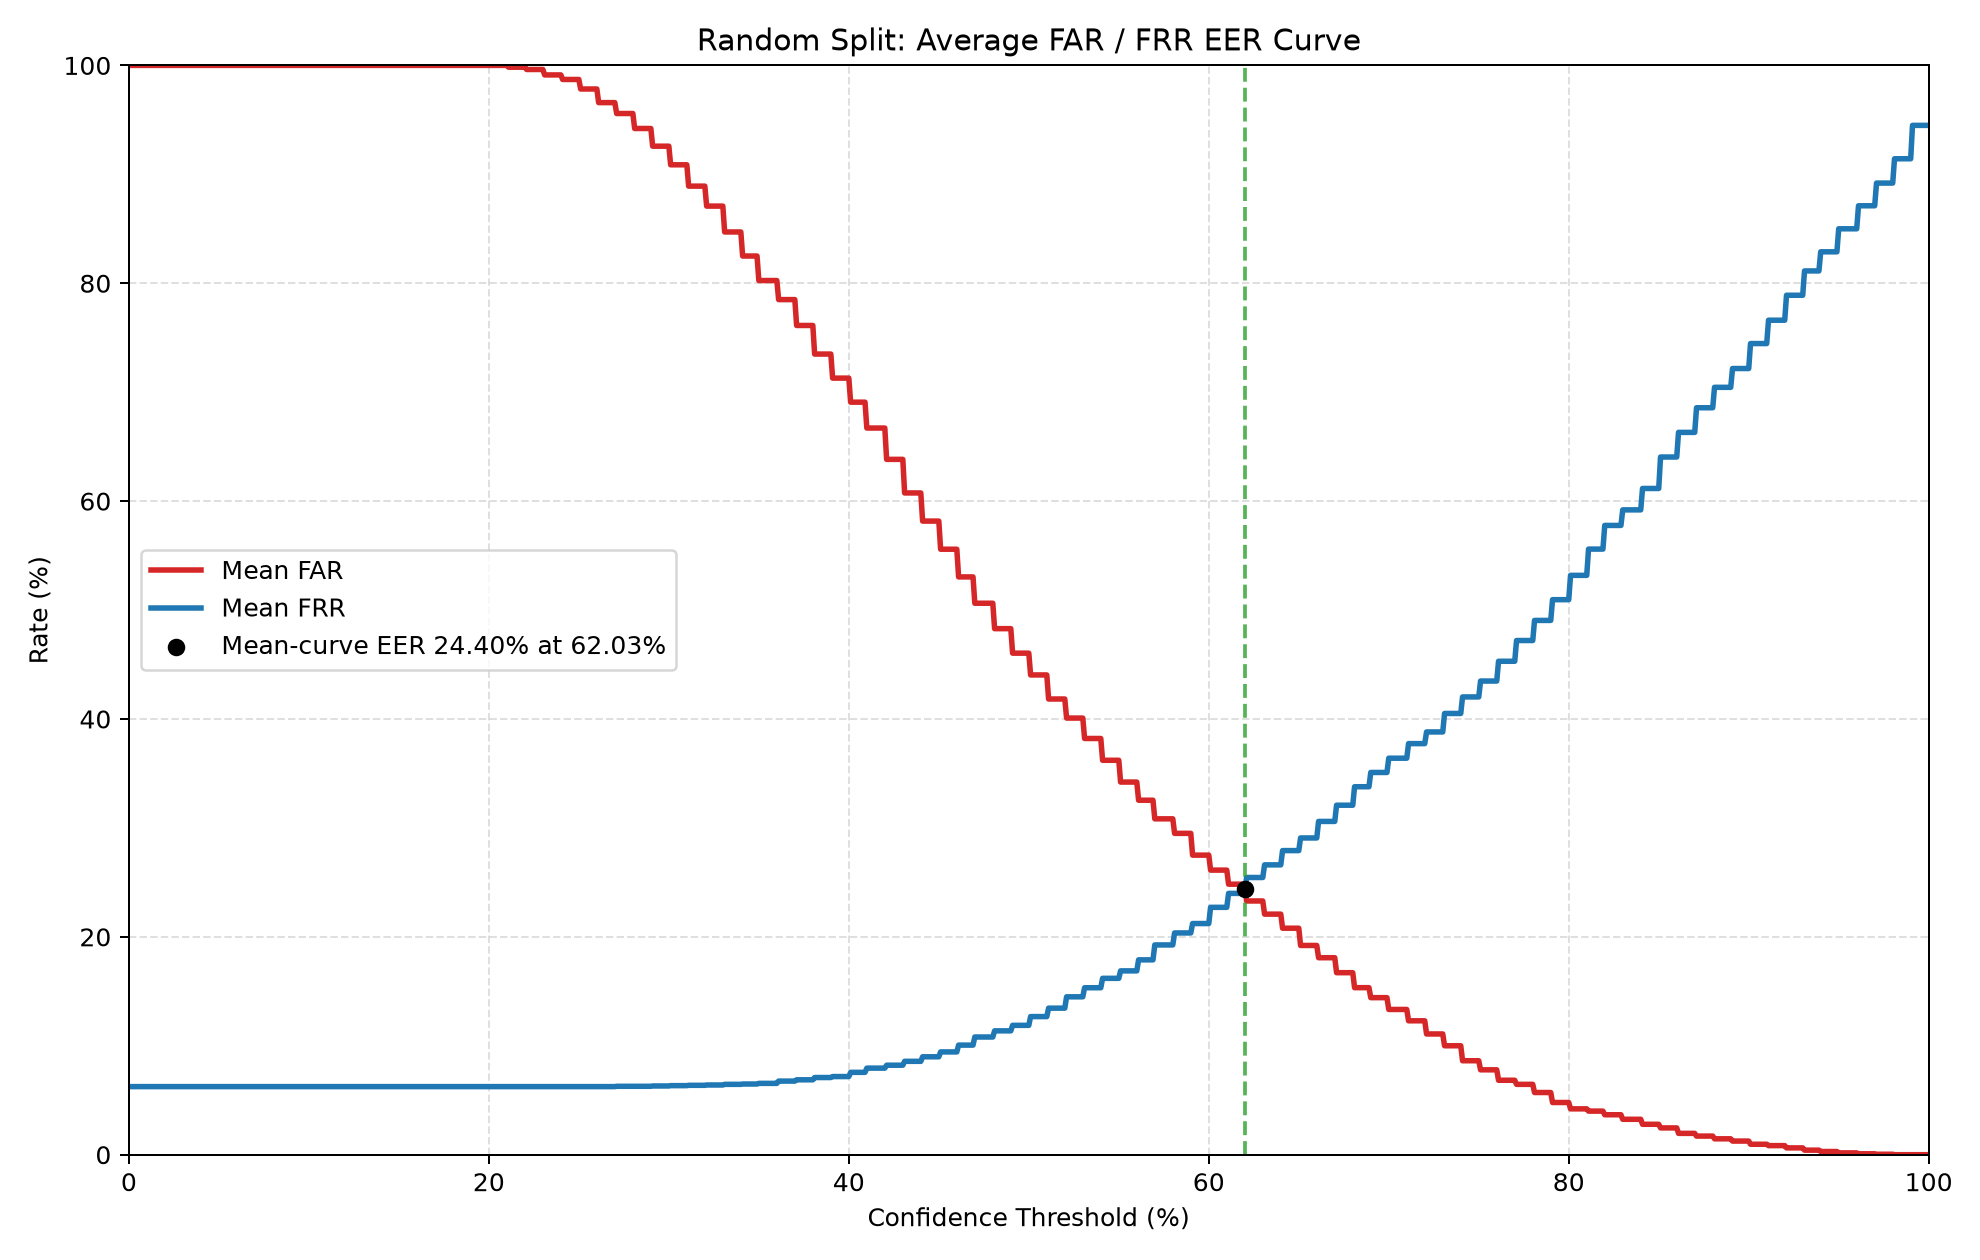 Random Split: Average FAR / FRR EER Curve
100
80
60
40
20
0
Rate (%)
Mean FAR
Mean FRR
Mean-curve EER 24.40% at 62.03%
0 20 40 60 80 100
Confidence Threshold (%)